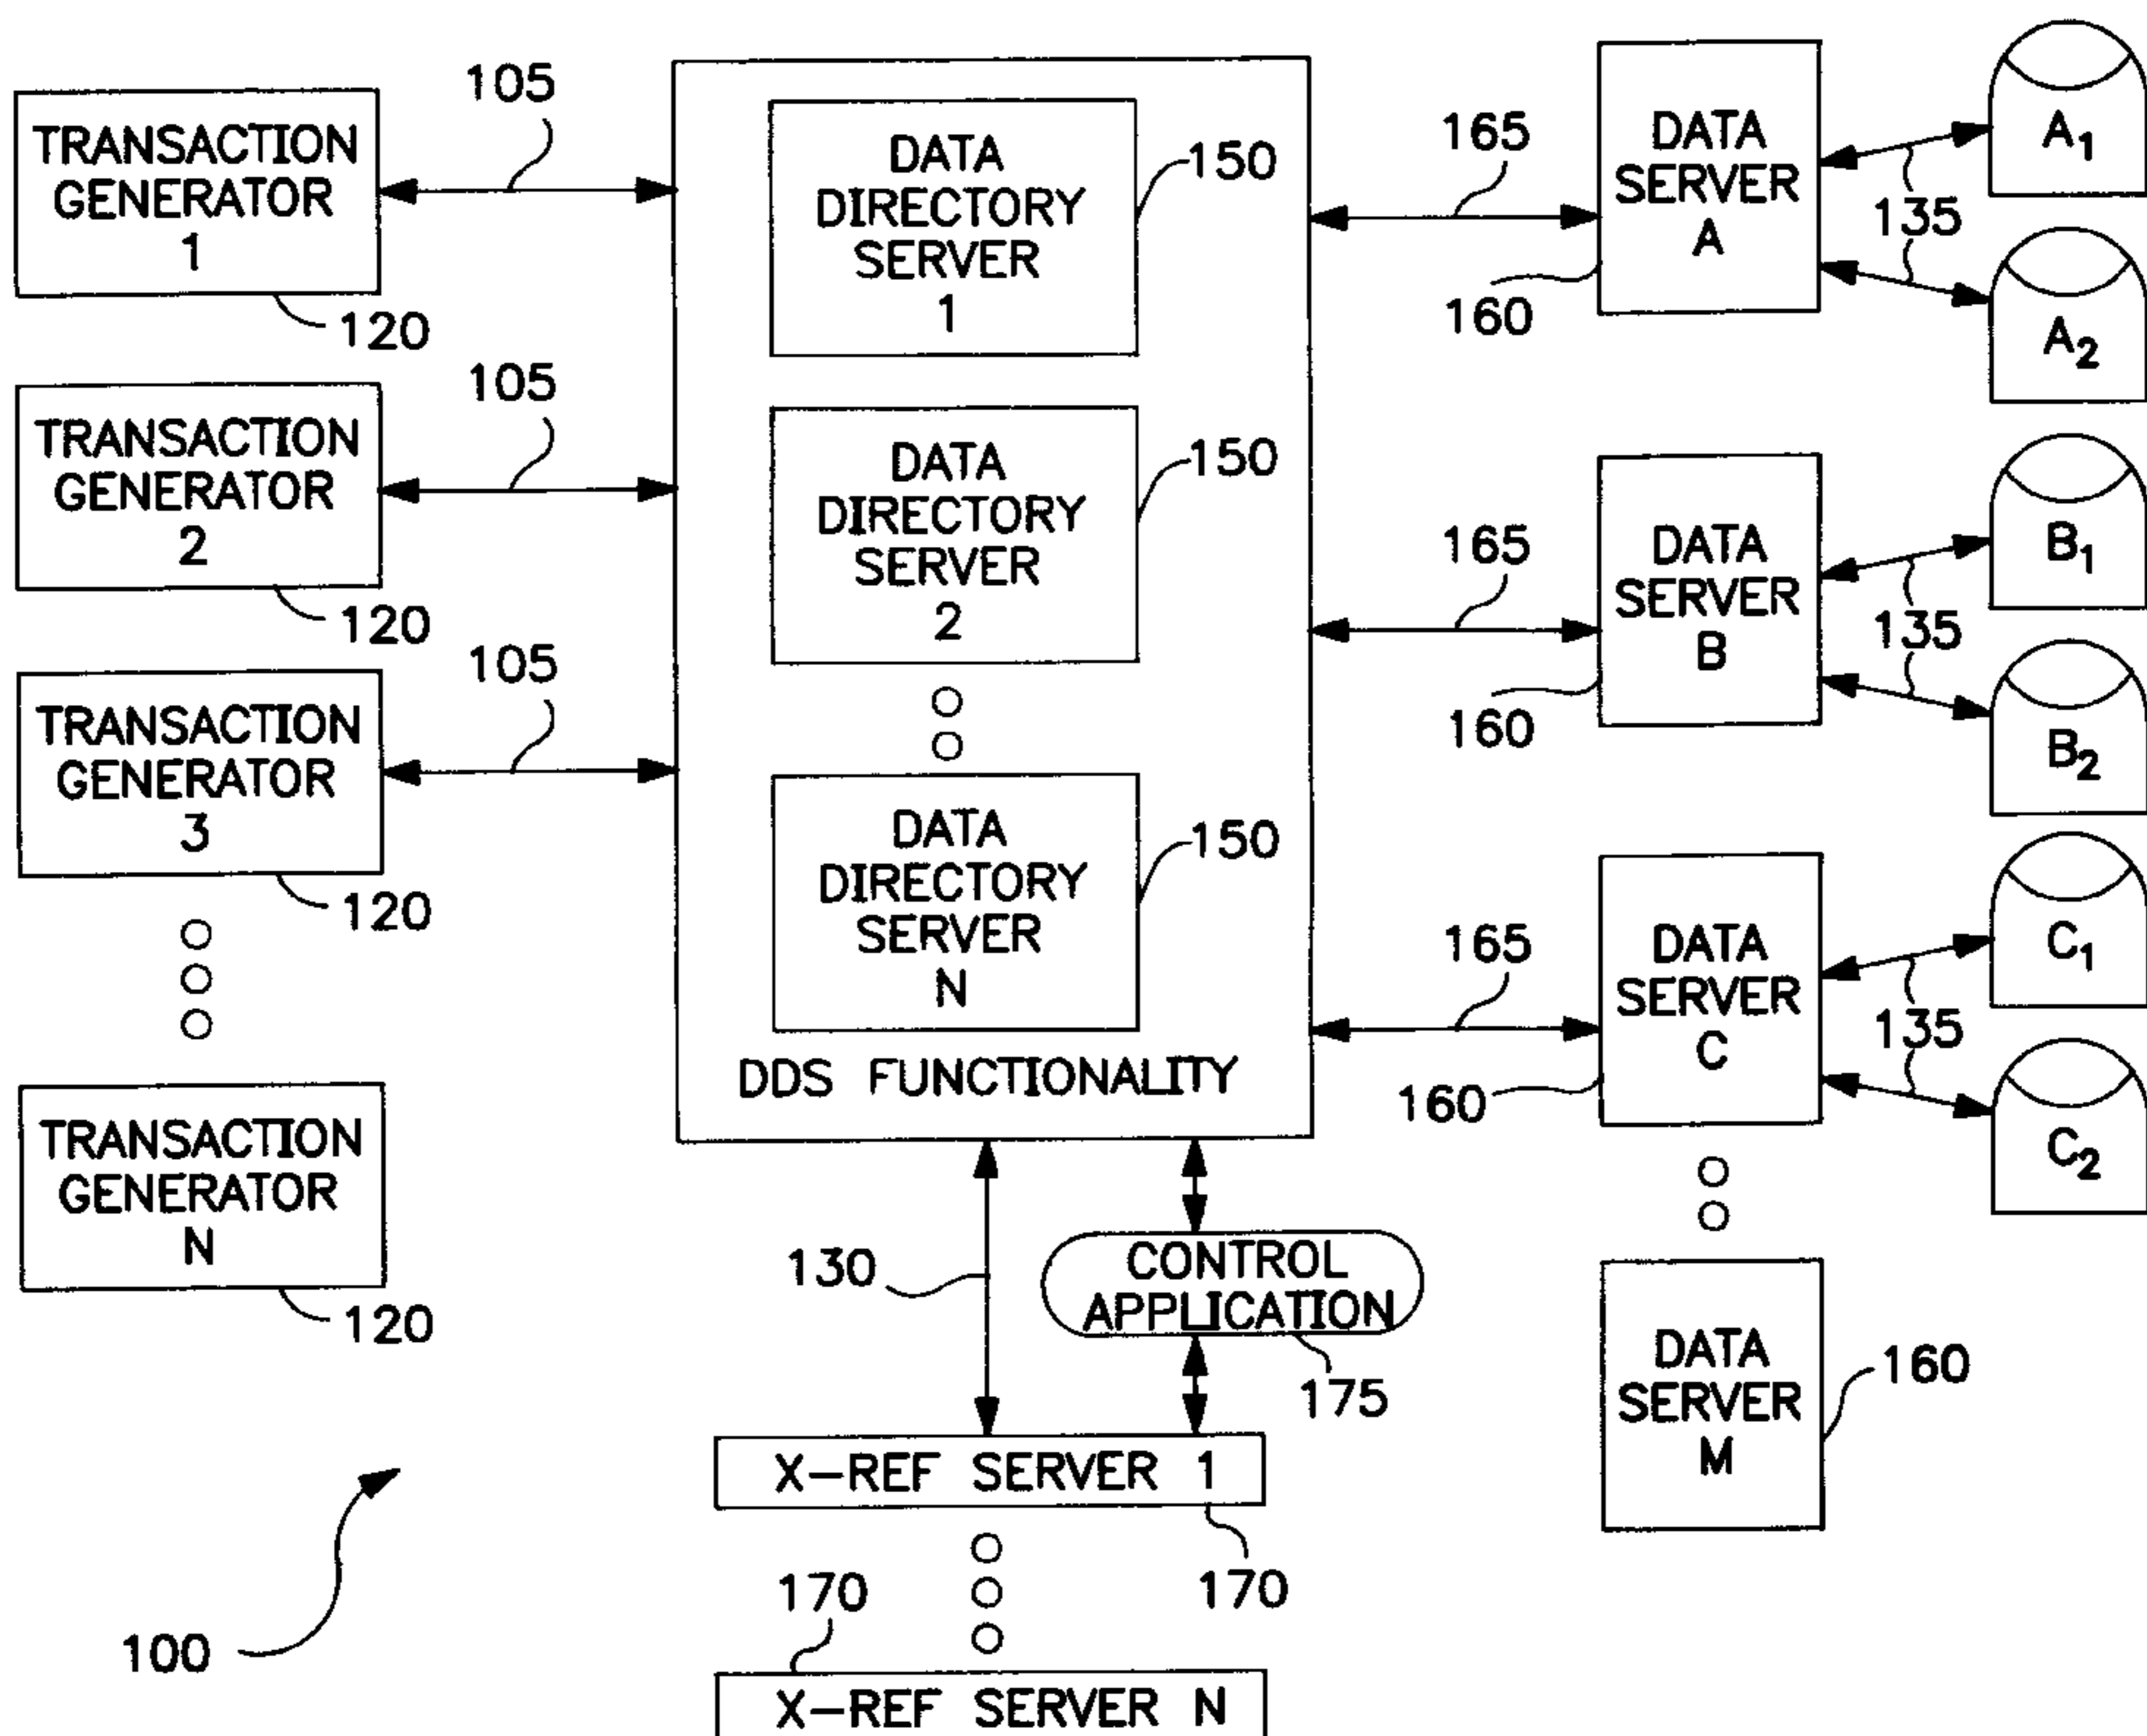 105
TRANSACTION
GENERATOR
1
120
105
TRANSACTION
GENERATOR
2
120
105
TRANSACTION
GENERATOR
3
120
TRANSACTION
GENERATOR
N
120
100
DATA
DIRECTORY
SERVER
1
150
DATA
DIRECTORY
SERVER
2
150
DATA
DIRECTORY
SERVER
N
150
DDS FUNCTIONALITY
130
CONTROL
APPLICATION
175
X-REF SERVER 1
170
170
X-REF SERVER N
165
DATA
SERVER
A
160
135
A1
A2
165
DATA
SERVER
B
160
135
B1
B2
165
DATA
SERVER
C
160
135
C1
C2
DATA
SERVER
M
160